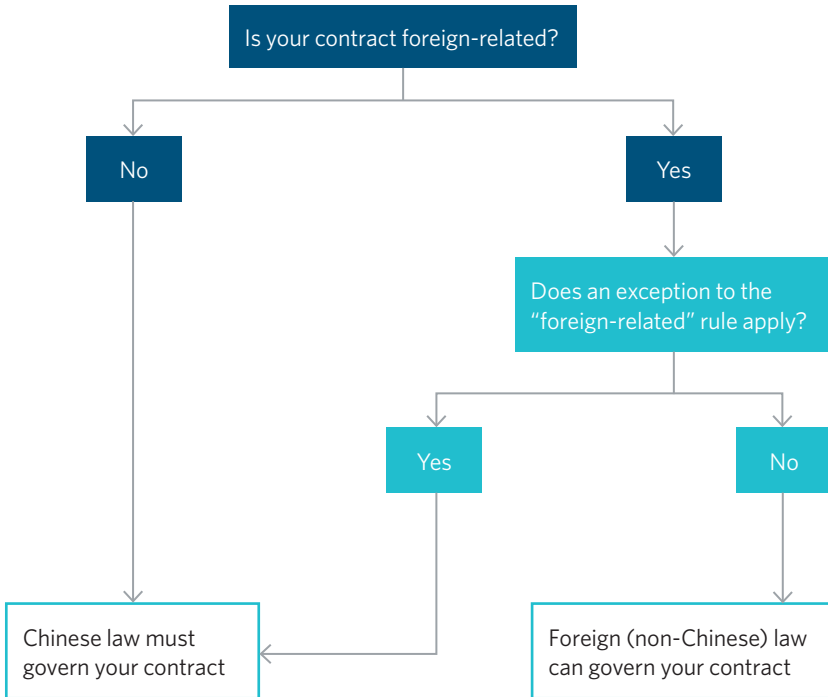 Is your contract foreign-related?
No
Yes
Does an exception to the
“foreign-related” rule apply?
Yes
No
Chinese law must
govern your contract
Foreign (non-Chinese) law
can govern your contract